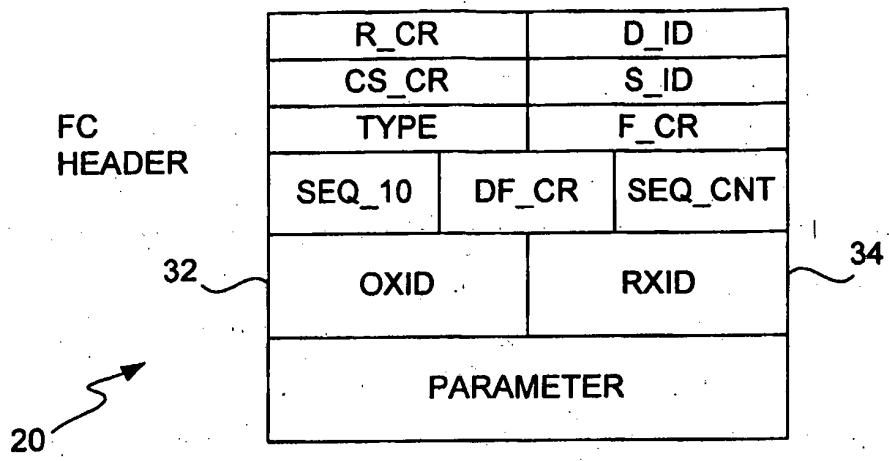 R_CR D_ID
CS_CR S_ID
FC
HEADER
TYPE F_CR
SEQ_10 DF_CR SEQ_CNT
32
OXID RXID
34
PARAMETER
20